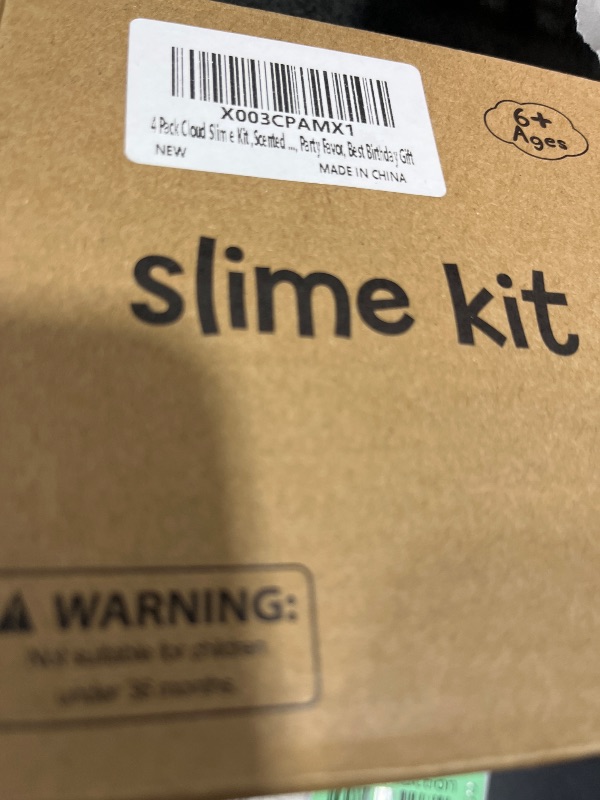 X003CPAMX1
4 Pack Cloud Slime Kit, Scented ..., Party Favor, Best Birthday Gift
NEW
MADE IN CHINA
6+
Ages
slime kit
WARNING:
Not suitable for children
under 36 months.